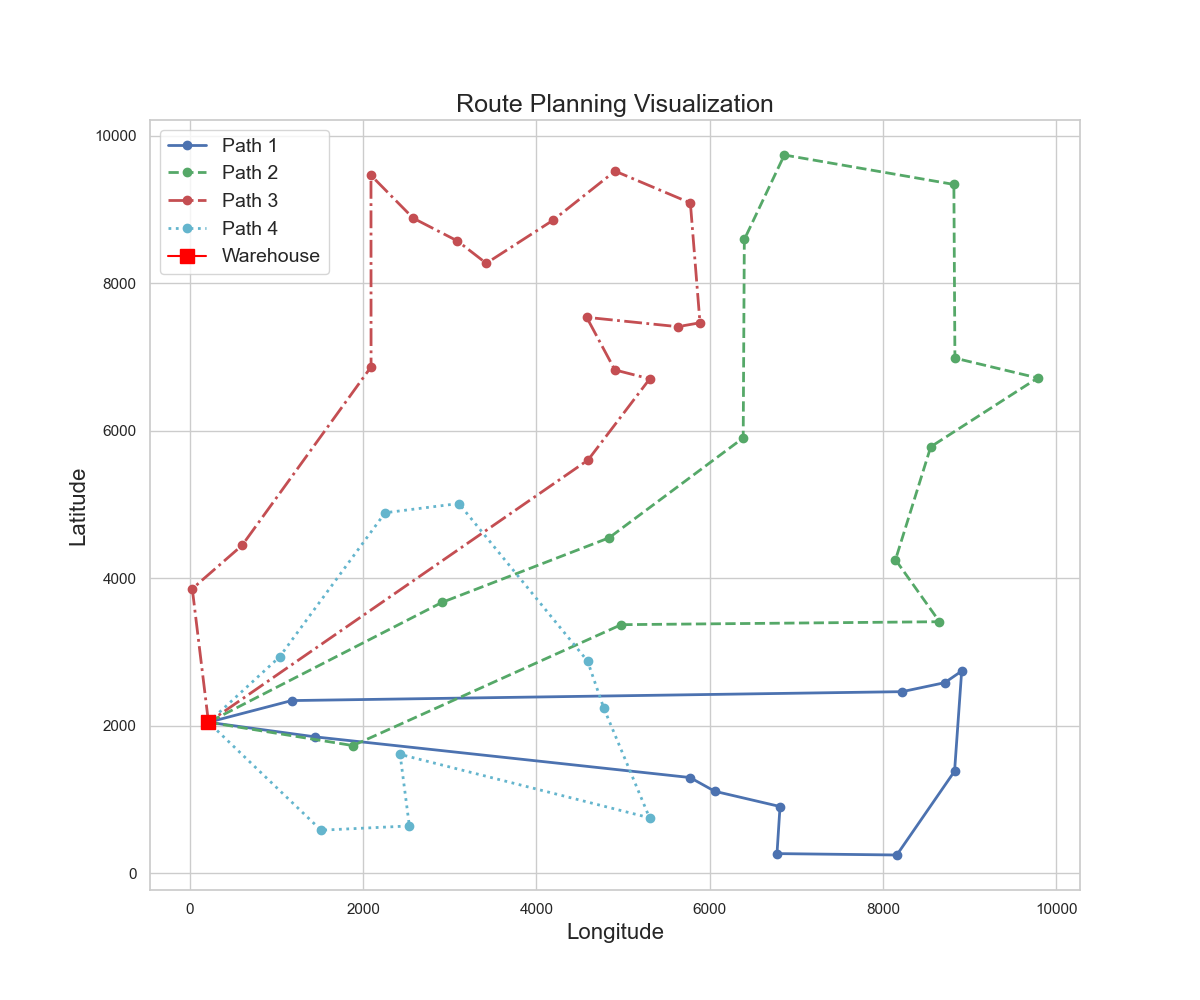 Route Planning Visualization
10000
8000
6000
4000
2000
0
Latitude
Path 1
Path 2
Path 3
Path 4
Warehouse
0 2000 4000 6000 8000 10000
Longitude